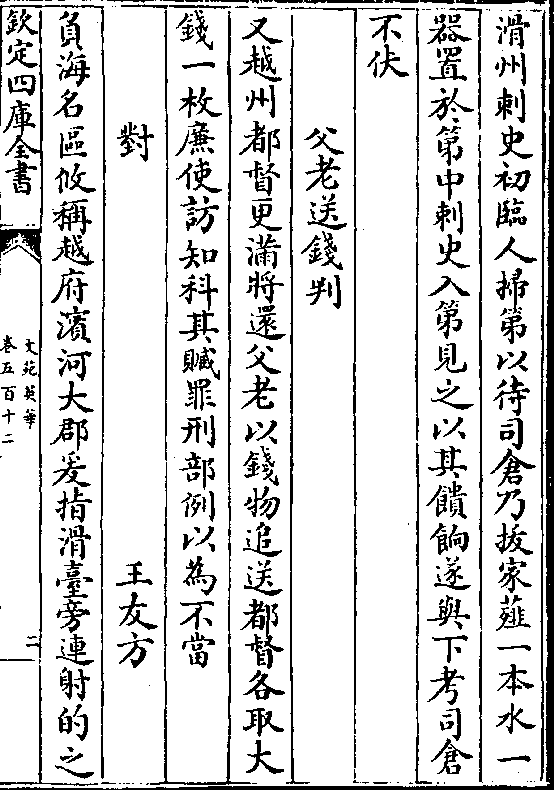 滑州刺史初臨人掃第以待司倉乃拔家薤一本水一
器置於第中刺史入第見之以其饋餉遂與下考司倉
不伏
父老送錢判
又越州都督更滿將還父老以錢物追送都督各取大
錢一枚廉使訪知科其贓罪刑部例以為不當
對 王友方
負海名區攸稱越府濱河大郡爰指滑臺旁連射的之
欽定四庫全書
文苑英華
卷五百十二
二